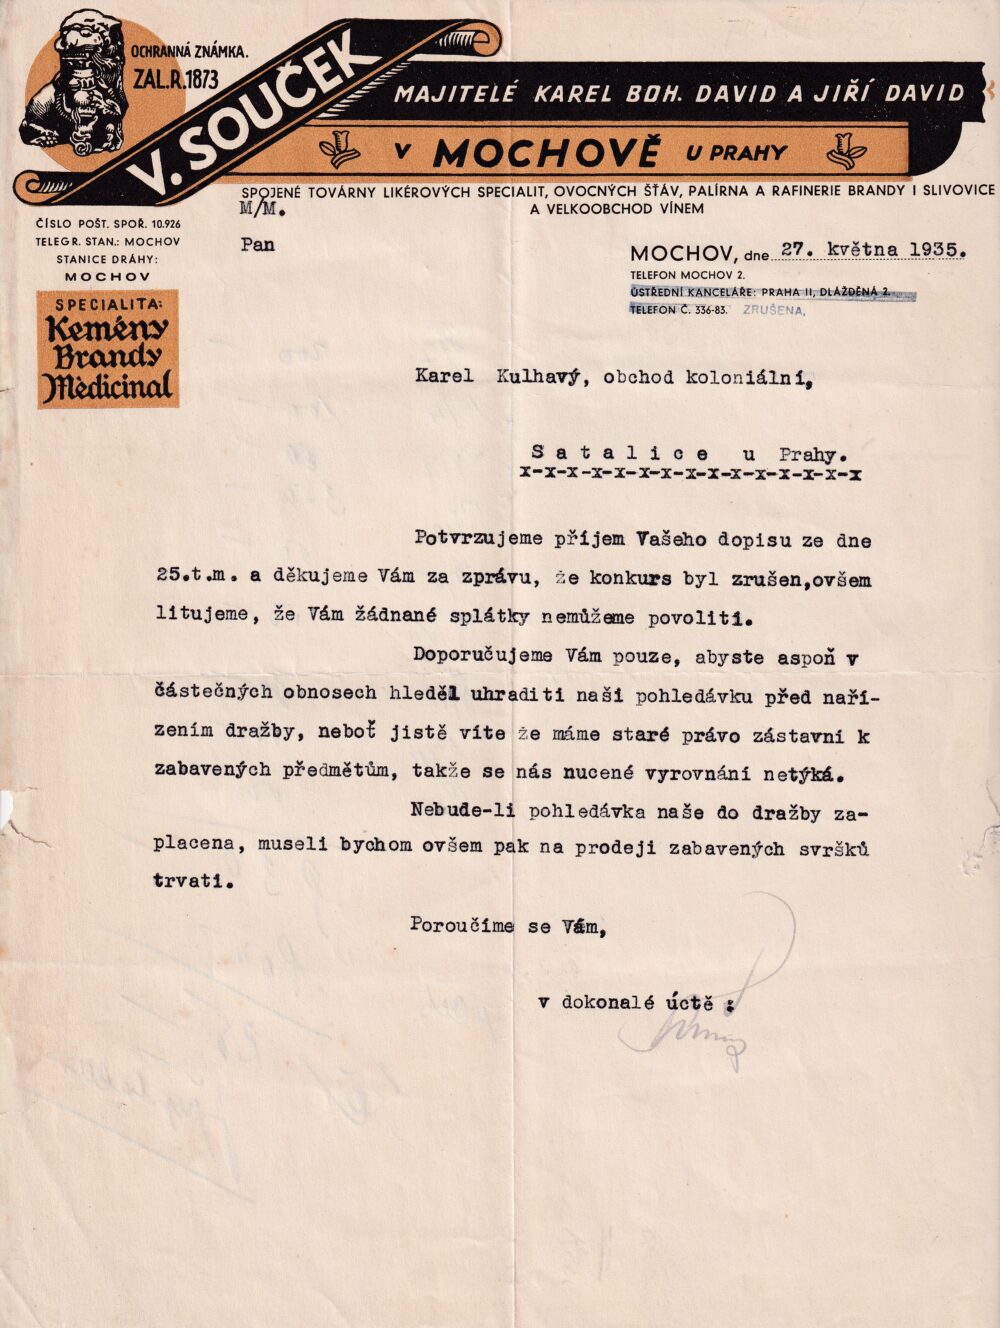 OCHRANNÁ ZNÁMKA.
ZAL.R.1873
V. SOUČEK
MAJITELÉ KAREL BOH. DAVID A JIŘÍ DAVID
V MOCHOVĚ U PRAHY
SPOJENÉ TOVÁRNY LIKÉROVÝCH SPECIALIT, OVOCNÝCH ŠŤÁV, PALÍRNA A RAFINERIE BRANDY I SLIVOVICE
A VELKOOBCHOD VÍNEM
M/M.
ČÍSLO POŠT. SPOŘ. 10.926
TELEGR. STAN.: MOCHOV
STANICE DRÁHY:
MOCHOV
SPECIALITA:
Kemény
Brandy
Mèdicinal
Pan
MOCHOV, dne 27. května 1935.
TELEFON MOCHOV 2.
ÚSTŘEDNÍ KANCELÁŘE: PRAHA II, DLÁŽDĚNÁ 2.
TELEFON Č. 336-83. ZRUŠENA,
Karel Kulhavý, obchod koloniální,
Satalice u Prahy.
x-x-x-x-x-x-x-x-x-x-x-x-x-x-x
Potvrzujeme příjem Vašeho dopisu ze dne
25.t.m. a děkujeme Vám za zprávu, že konkurs byl zrušen,ovšem
litujeme, že Vám žádnané splátky nemůžeme povoliti.
Doporučujeme Vám pouze, abyste aspoň v
částečných obnosech hleděl uhraditi naši pohledávku před naří-
zením dražby, neboť jistě víte že máme staré právo zástavní k
zabaveným předmětům, takže se nás nucené vyrovnání netýká.
Nebude-li pohledávka naše do dražby za-
placena, museli bychom ovšem pak na prodeji zabavených svršků
trvati.
Poroučíme se Vám,
v dokonalé úctě :